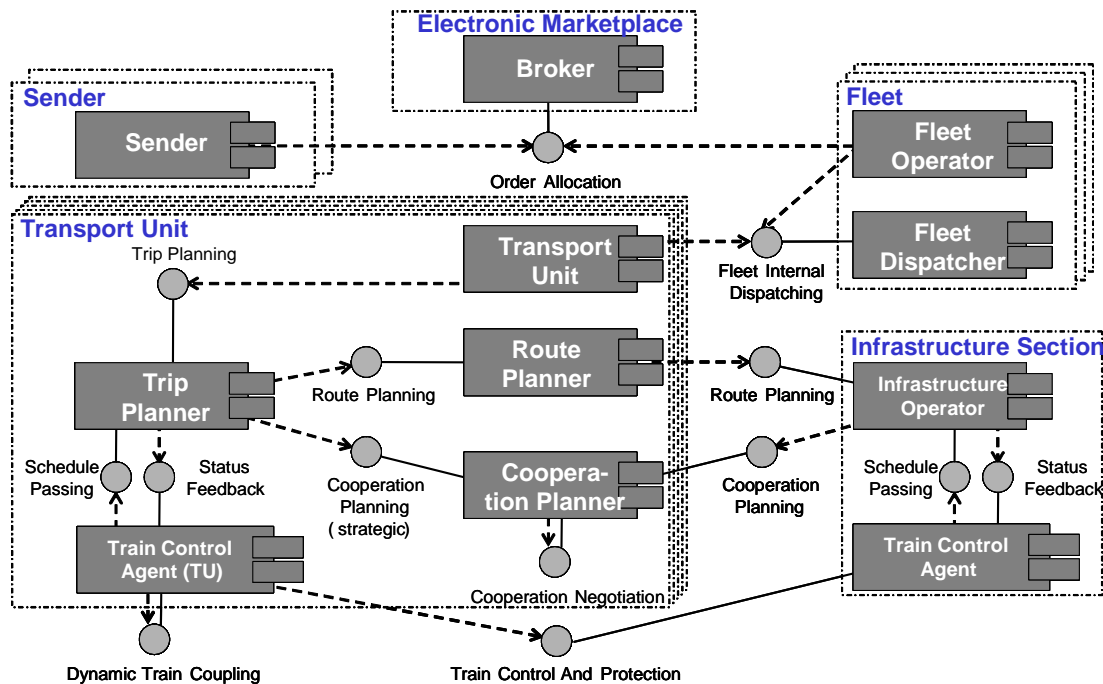 Electronic Marketplace
Broker
Sender
Sender
Fleet
Fleet
Operator
Order Allocation
Transport Unit
Trip Planning
Transport
Unit
Fleet Internal
Dispatching
Fleet
Dispatcher
Trip
Planner
Route Planning
Route
Planner
Route Planning
Infrastructure Section
Infrastructure
Operator
Schedule
Passing
Status
Feedback
Cooperation
Planning
( strategic)
Coopera-
tion Planner
Cooperation
Planning
Schedule
Passing
Status
Feedback
Train Control
Agent (TU)
Cooperation Negotiation
Train Control
Agent
Dynamic Train Coupling
Train Control And Protection